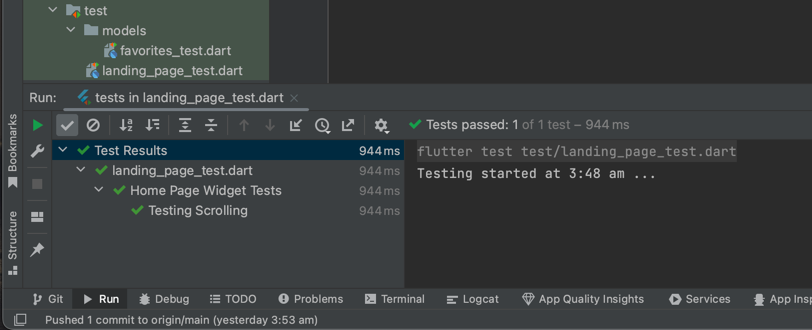 test
models
favorites_test.dart
landing_page_test.dart
Run: tests in landing_page_test.dart
Tests passed: 1 of 1 test – 944 ms
Test Results 944 ms
flutter test test/landing_page_test.dart
landing_page_test.dart 944 ms
Testing started at 3:48 am ...
Home Page Widget Tests 944 ms
Testing Scrolling 944 ms
Bookmarks
Structure
Git Run Debug TODO Problems Terminal Logcat App Quality Insights Services App Insp
Pushed 1 commit to origin/main (yesterday 3:53 am)